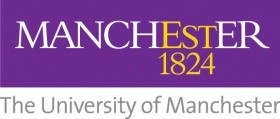 MANCHESTER
1824
The University of Manchester